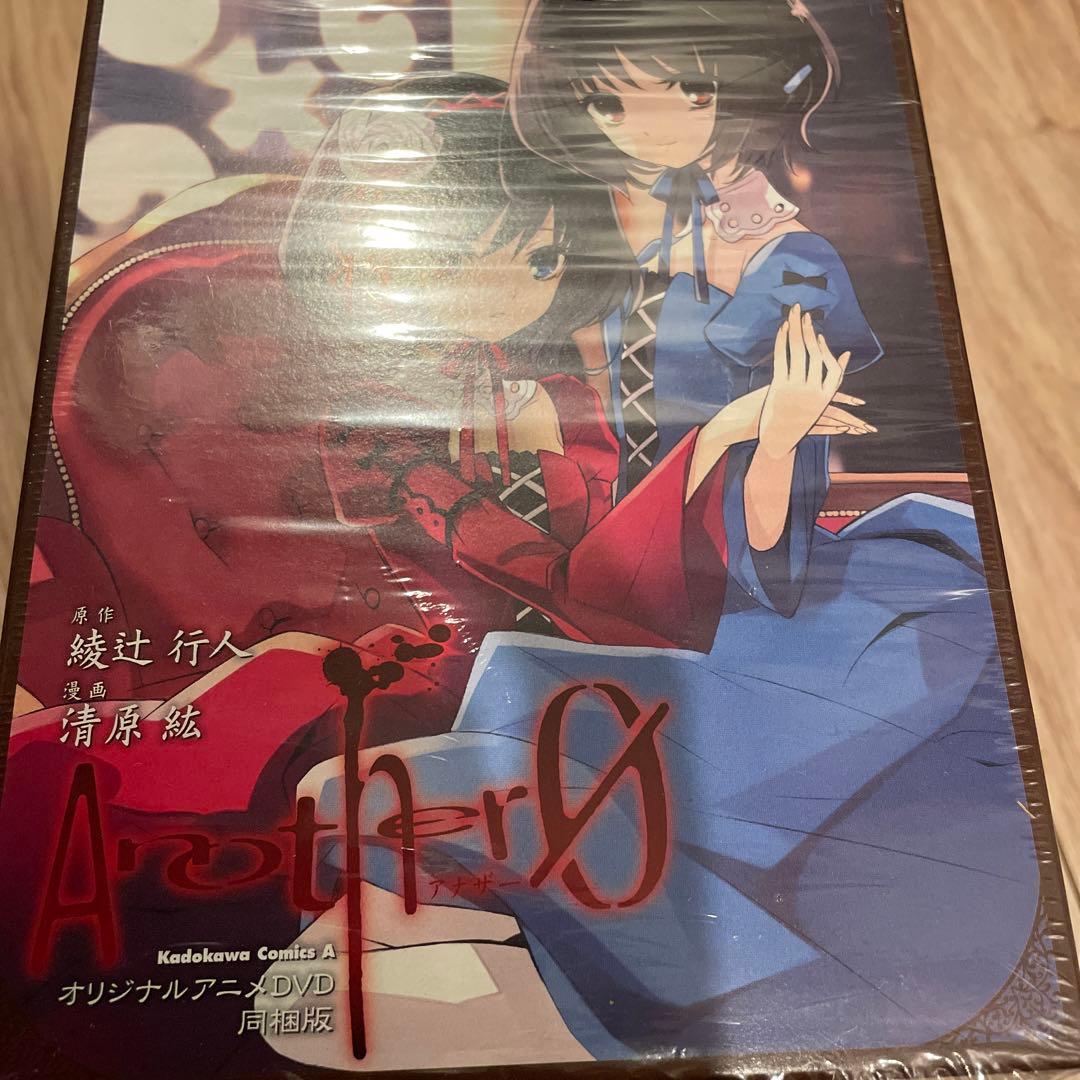 原作
綾辻 行人
漫画
清原 紘
Another0
アナザー
Kadokawa Comics A
オリジナルアニメDVD
同梱版